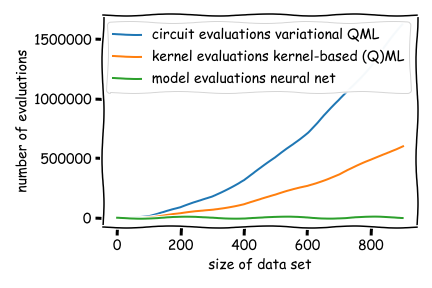 circuit evaluations variational QML
kernel evaluations kernel-based (Q)ML
model evaluations neural net
number of evaluations
1500000
1000000
500000
0
0 200 400 600 800
size of data set